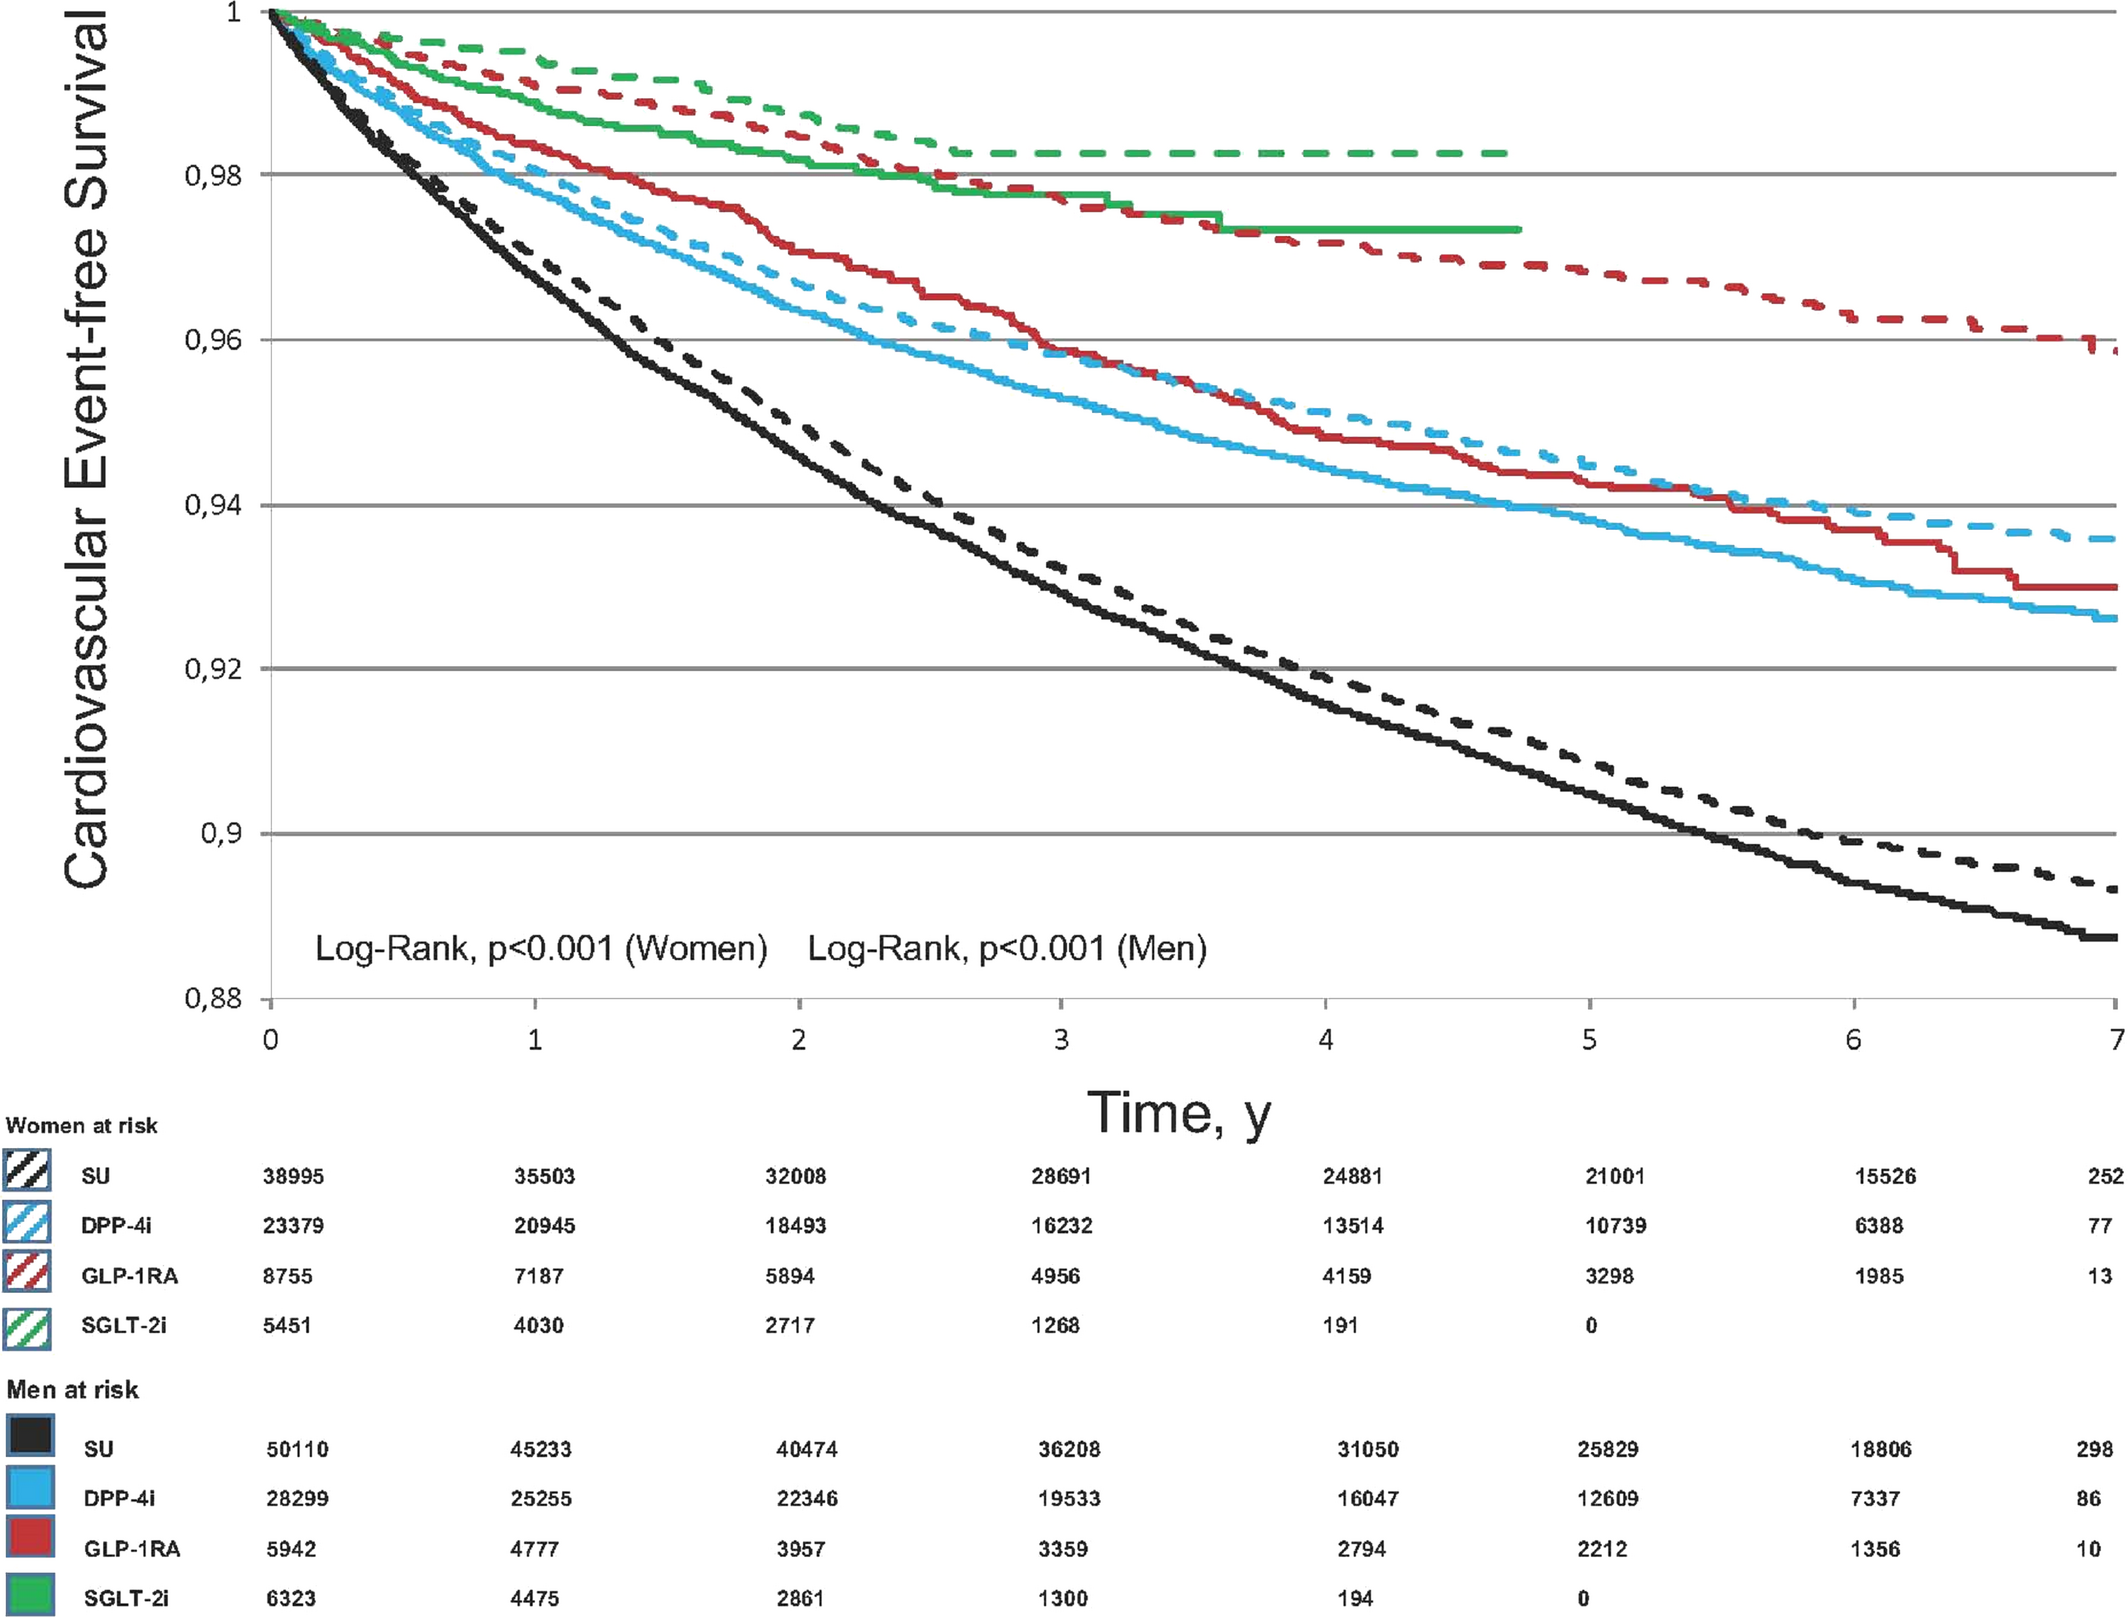 Cardiovascular Event-free Survival
1
0,98
0,96
0,94
0,92
0,9
0,88
Log-Rank, p<0.001 (Women) Log-Rank, p<0.001 (Men)
0 1 2 3 4 5 6 7
Time, y
Women at risk
SU 38995 35503 32008 28691 24881 21001 15526 252
DPP-4i 23379 20945 18493 16232 13514 10739 6388 77
GLP-1RA 8755 7187 5894 4956 4159 3298 1985 13
SGLT-2i 5451 4030 2717 1268 191 0
Men at risk
SU 50110 45233 40474 36208 31050 25829 18806 298
DPP-4i 28299 25255 22346 19533 16047 12609 7337 86
GLP-1RA 5942 4777 3957 3359 2794 2212 1356 10
SGLT-2i 6323 4475 2861 1300 194 0